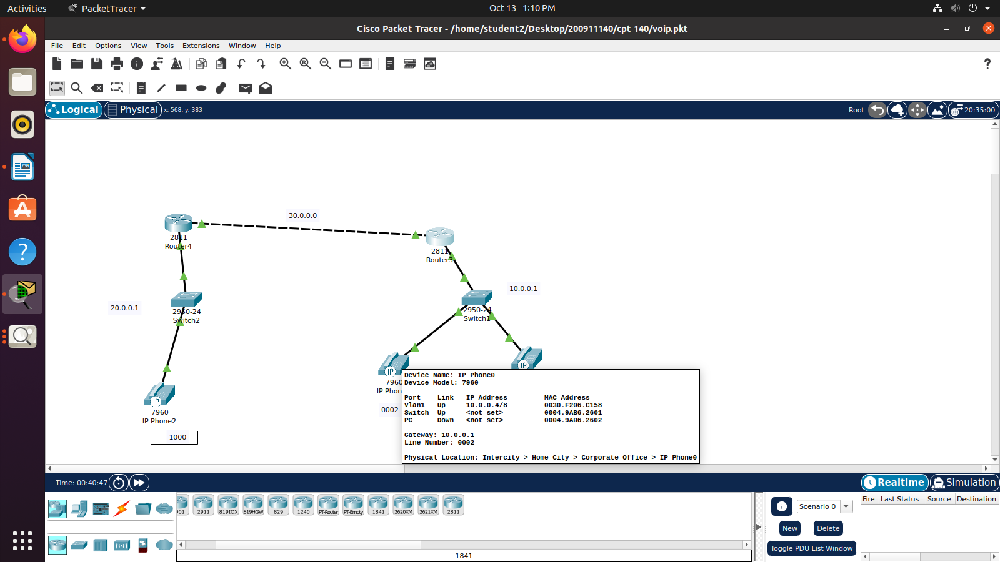 Activities PacketTracer Oct 13 1:10 PM
Cisco Packet Tracer - /home/student2/Desktop/200911140/cpt 140/voip.pkt
File Edit Options View Tools Extensions Window Help
Logical Physical x: 568, y: 383 Root 20:35:00
30.0.0.0
2811
Router4
2811
Router3
10.0.0.1
20.0.0.1
2950-24
Switch2
2950-24
Switch1
IP
IP
7960
IP Phon
0002
IP
7960
IP Phone2
1000
Device Name: IP Phone0
Device Model: 7960
Port Link IP Address MAC Address
Vlan1 Up 10.0.0.4/8 0030.F206.C158
Switch Up <not set> 0004.9AB6.2601
PC Down <not set> 0004.9AB6.2602
Gateway: 10.0.0.1
Line Number: 0002
Physical Location: Intercity > Home City > Corporate Office > IP Phone0
Time: 00:40:47 Realtime Simulation
901 2911 819IOX 819HGW 829 1240 PT-Router PT-Empty 1841 2620XM 2621XM 2811
1841
Scenario 0
New Delete
Toggle PDU List Window
Fire Last Status Source Destination